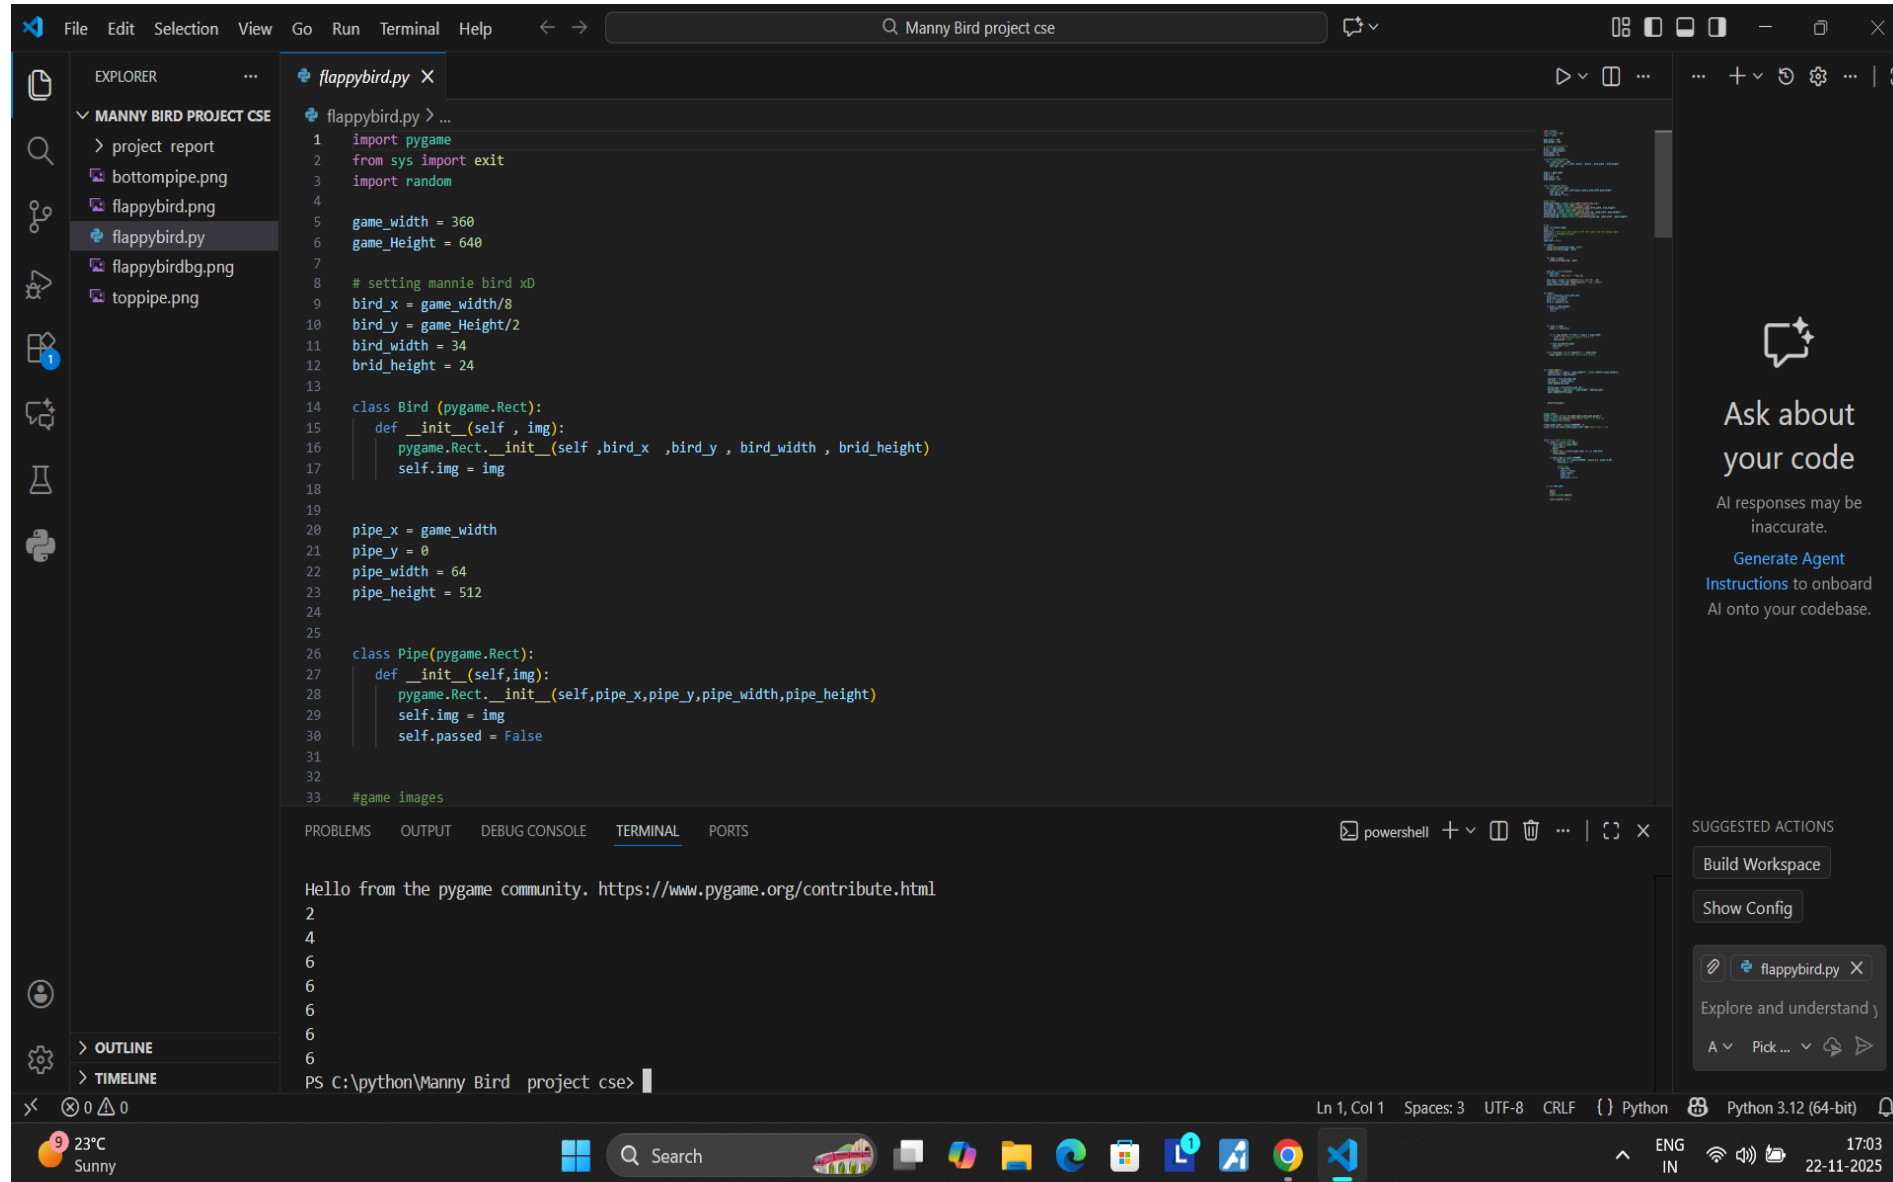 File Edit Selection View Go Run Terminal Help
Manny Bird project cse
EXPLORER
MANNY BIRD PROJECT CSE
project report
bottompipe.png
flappybird.png
flappybird.py
flappybirdbg.png
toppipe.png
OUTLINE
TIMELINE
flappybird.py
flappybird.py > ...
1 import pygame
2 from sys import exit
3 import random
4
5 game_width = 360
6 game_Height = 640
7
8 # setting mannie bird xD
9 bird_x = game_width/8
10 bird_y = game_Height/2
11 bird_width = 34
12 brid_height = 24
13
14 class Bird (pygame.Rect):
15 def __init__(self , img):
16 pygame.Rect.__init__(self ,bird_x  ,bird_y , bird_width , brid_height)
17 self.img = img
18
19
20 pipe_x = game_width
21 pipe_y = 0
22 pipe_width = 64
23 pipe_height = 512
24
25
26 class Pipe(pygame.Rect):
27 def __init__(self,img):
28 pygame.Rect.__init__(self,pipe_x,pipe_y,pipe_width,pipe_height)
29 self.img = img
30 self.passed = False
31
32
33 #game images
PROBLEMS OUTPUT DEBUG CONSOLE TERMINAL PORTS
powershell
Hello from the pygame community. https://www.pygame.org/contribute.html
2
4
6
6
6
6
6
PS C:\python\Manny Bird  project cse>
Ask about
your code
AI responses may be
inaccurate.
Generate Agent
Instructions to onboard
AI onto your codebase.
SUGGESTED ACTIONS
Build Workspace
Show Config
flappybird.py
Explore and understand y
A Pick ...
1
0 0
Ln 1, Col 1 Spaces: 3 UTF-8 CRLF { } Python Python 3.12 (64-bit)
9
23°C
Sunny
Search
L 1
ENG
IN
17:03
22-11-2025